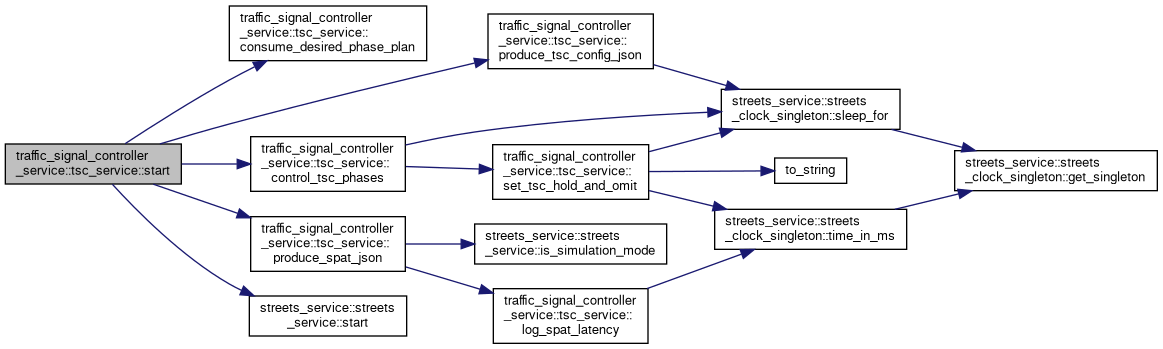 traffic_signal_controller
_service::tsc_service::start
traffic_signal_controller
_service::tsc_service::
consume_desired_phase_plan
traffic_signal_controller
_service::tsc_service::
produce_tsc_config_json
traffic_signal_controller
_service::tsc_service::
control_tsc_phases
traffic_signal_controller
_service::tsc_service::
produce_spat_json
streets_service::streets
_service::start
traffic_signal_controller
_service::tsc_service::
set_tsc_hold_and_omit
streets_service::streets
_service::is_simulation_mode
traffic_signal_controller
_service::tsc_service::
log_spat_latency
streets_service::streets
_clock_singleton::sleep_for
to_string
streets_service::streets
_clock_singleton::time_in_ms
streets_service::streets
_clock_singleton::get_singleton